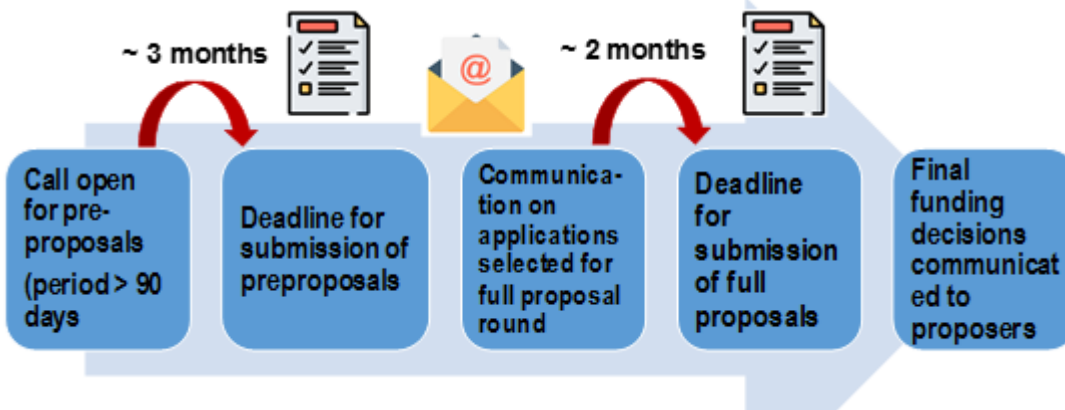 ~ 3 months
@
~ 2 months
Call open
for pre-
proposals
(period > 90
days
Deadline for
submission of
preproposals
Communica-
tion on
applications
selected for
full proposal
round
Deadline
for
submission
of full
proposals
Final
funding
decisions
communicat
ed to
proposers